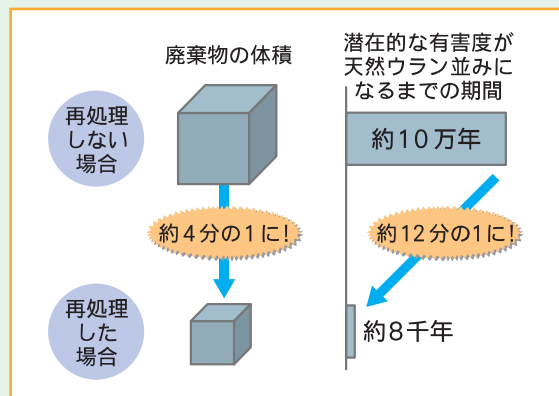 廃棄物の体積
潜在的な有害度が
天然ウラン並みに
なるまでの期間
再処理
しない
場合
約10万年
約4分の1に!
約12分の1に!
再処理
した
場合
約8千年